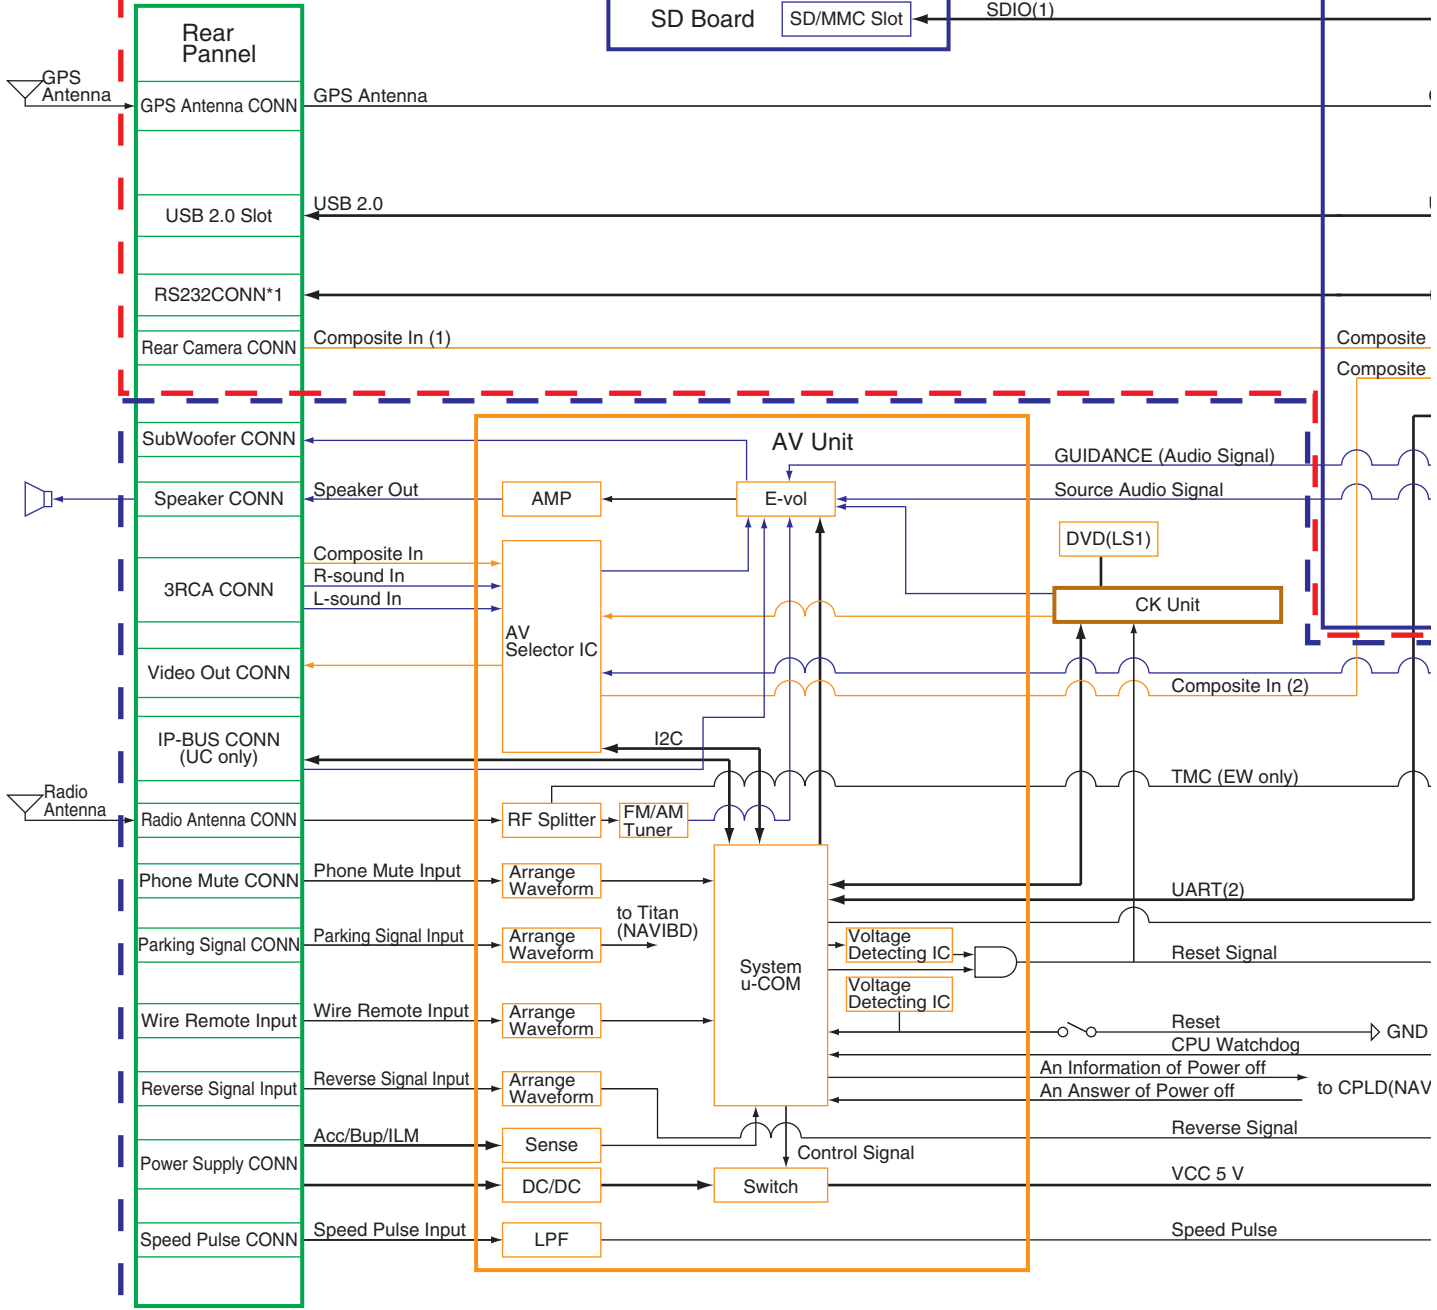 SD Board
SD/MMC Slot
SDIO(1)
Rear
Pannel
GPS
Antenna
GPS Antenna CONN
GPS Antenna
USB 2.0 Slot
USB 2.0
RS232CONN*1
Rear Camera CONN
Composite In (1)
Composite
Composite
SubWoofer CONN
AV Unit
GUIDANCE (Audio Signal)
Speaker CONN
Speaker Out
AMP
E-vol
Source Audio Signal
DVD(LS1)
3RCA CONN
Composite In
R-sound In
L-sound In
CK Unit
AV
Selector IC
Video Out CONN
Composite In (2)
IP-BUS CONN
(UC only)
I2C
TMC (EW only)
Radio
Antenna
Radio Antenna CONN
RF Splitter
FM/AM
Tuner
Phone Mute CONN
Phone Mute Input
Arrange
Waveform
UART(2)
to Titan
(NAVIBD)
Parking Signal CONN
Parking Signal Input
Arrange
Waveform
Voltage
Detecting IC
Reset Signal
System
u-COM
Voltage
Detecting IC
Wire Remote Input
Wire Remote Input
Arrange
Waveform
Reset
GND
CPU Watchdog
An Information of Power off
An Answer of Power off
to CPLD(NAV
Reverse Signal Input
Reverse Signal Input
Arrange
Waveform
Reverse Signal
Acc/Bup/ILM
Sense
Control Signal
Power Supply CONN
DC/DC
Switch
VCC 5 V
Speed Pulse CONN
Speed Pulse Input
LPF
Speed Pulse